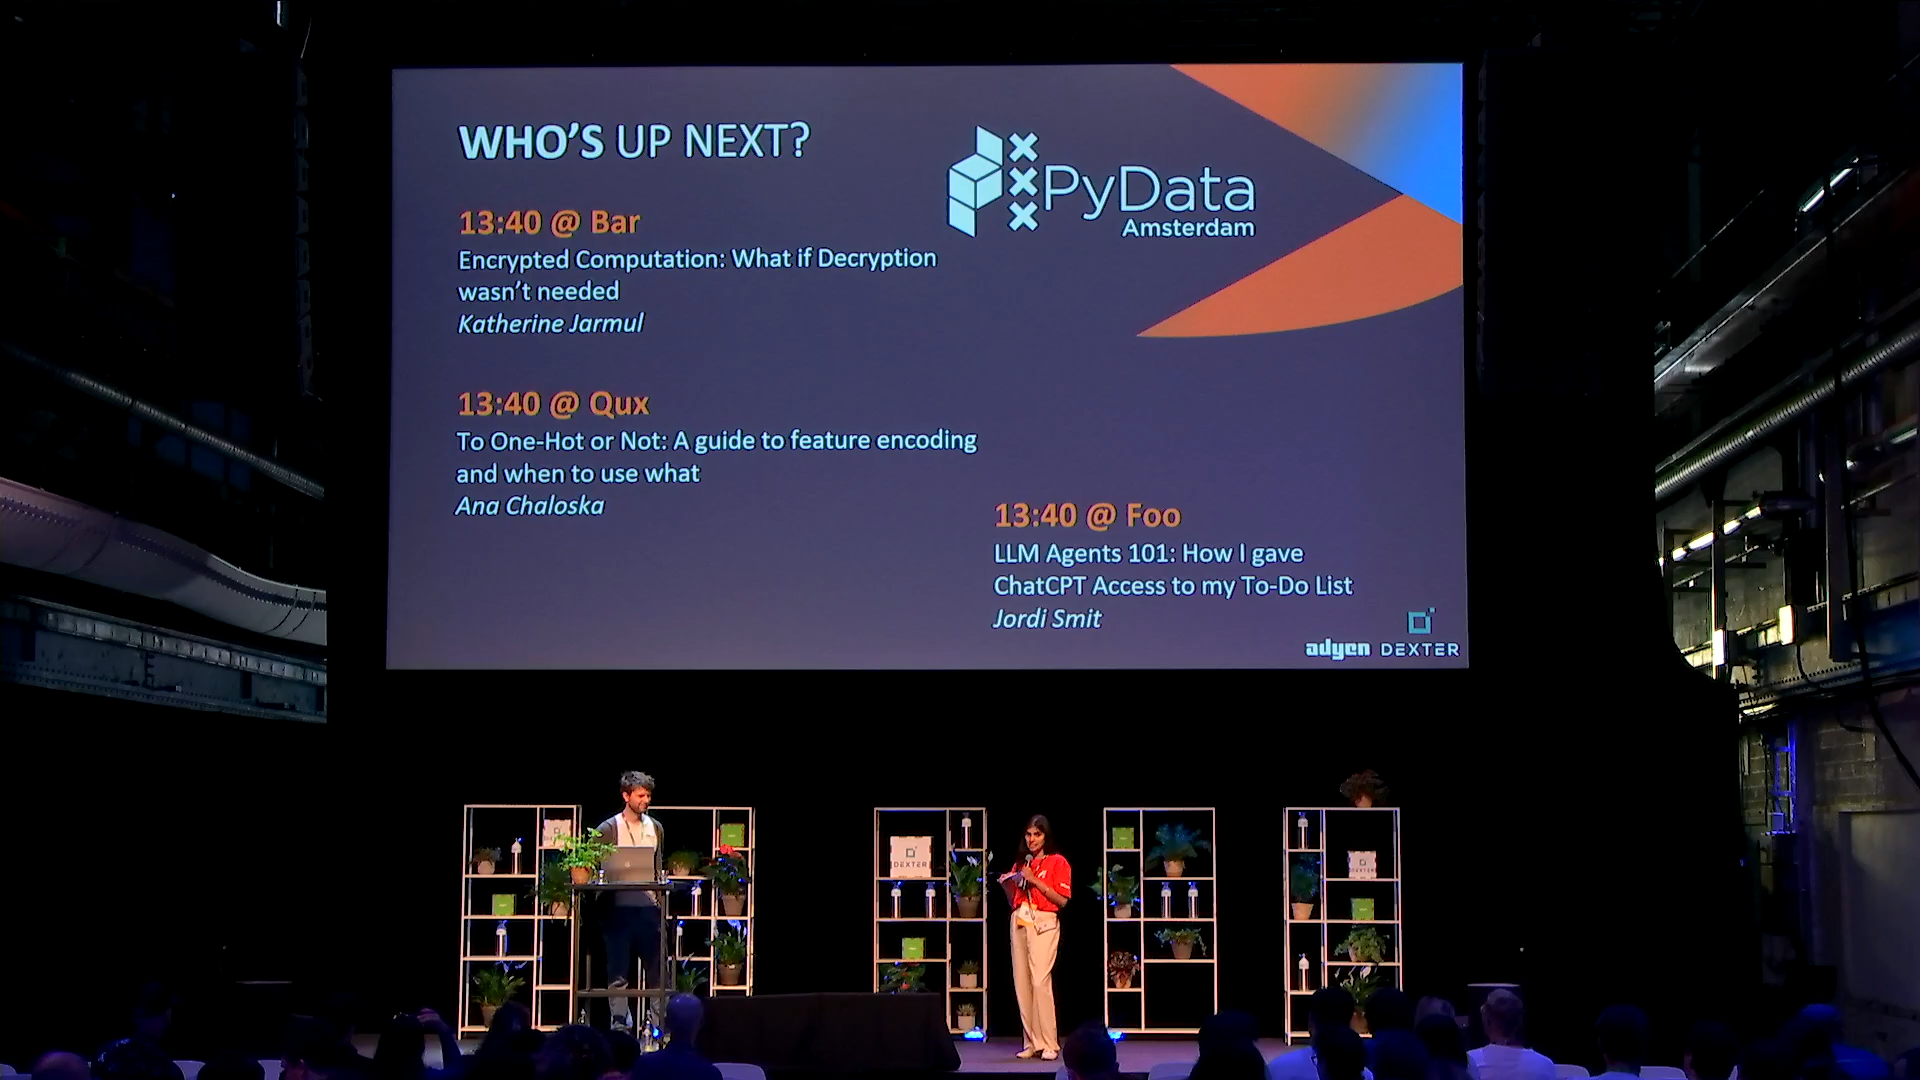 WHO'S UP NEXT?
PyData
Amsterdam
13:40 @ Bar
Encrypted Computation: What if Decryption
wasn't needed
Katherine Jarmul
13:40 @ Qux
To One-Hot or Not: A guide to feature encoding
and when to use what
Ana Chaloska
13:40 @ Foo
LLM Agents 101: How I gave
ChatCPT Access to my To-Do List
Jordi Smit
adyen DEXTER
DEXTER
DEXTER